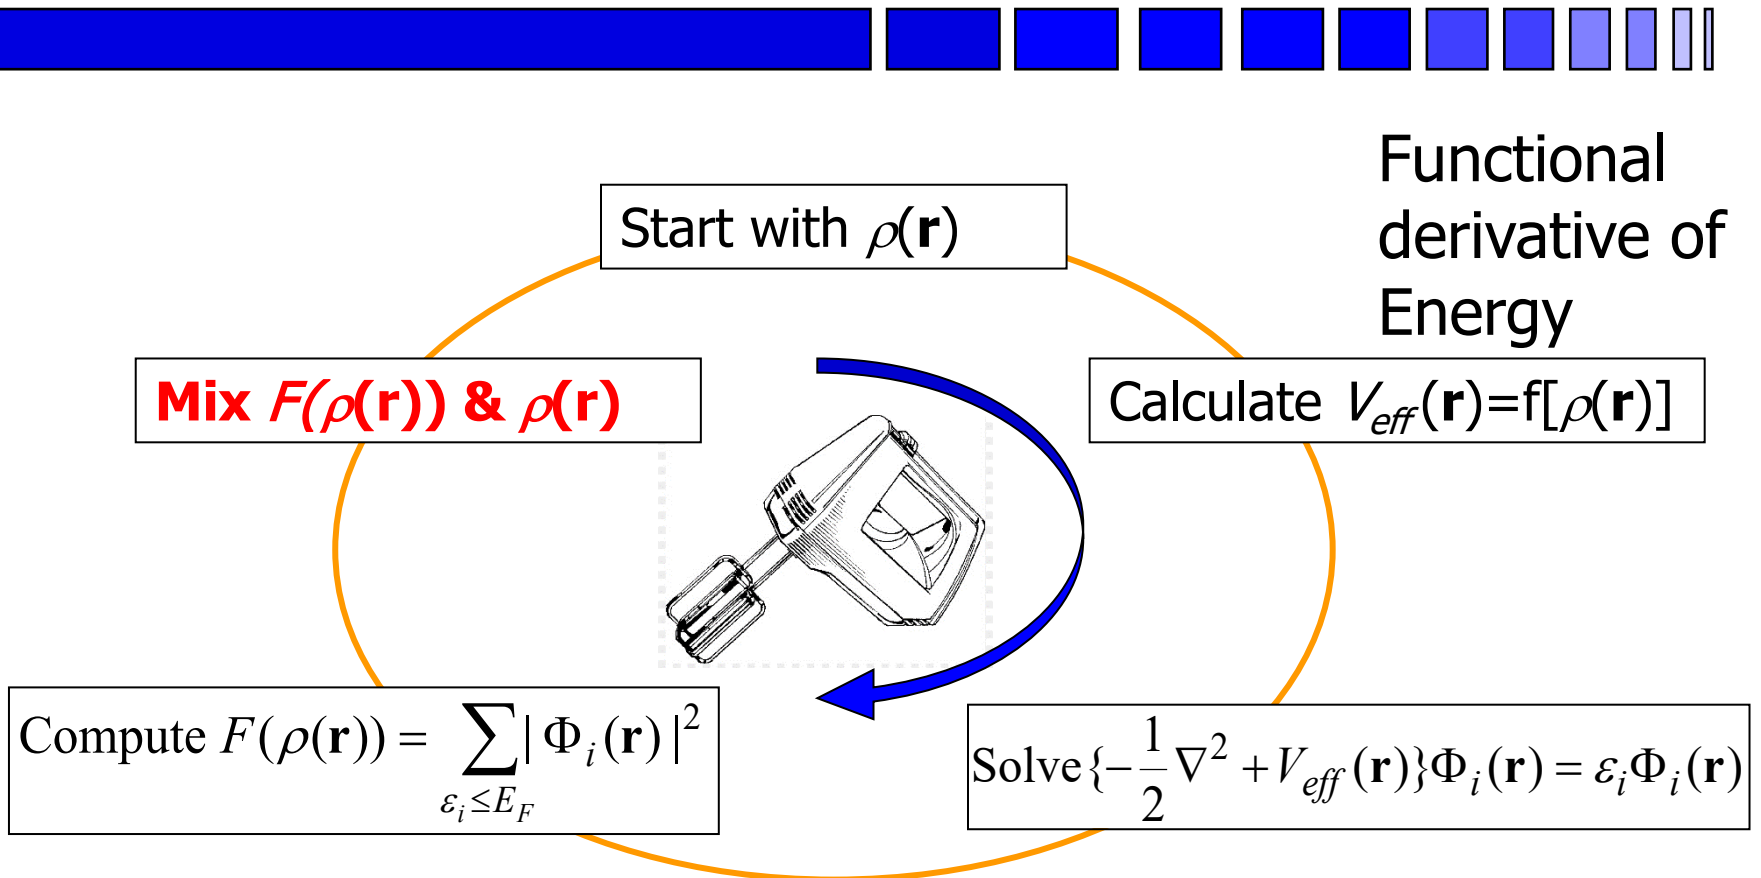 Functional
derivative of
Energy
Start with ρ(r)
Mix F(ρ(r)) & ρ(r)
Calculate V_eff(r)=f[ρ(r)]
Compute F(ρ(r)) = ∑_{ε_i ≤ E_F} | Φ_i(r) |²
Solve{−1/2 ∇² + V_eff(r)}Φ_i(r) = ε_iΦ_i(r)